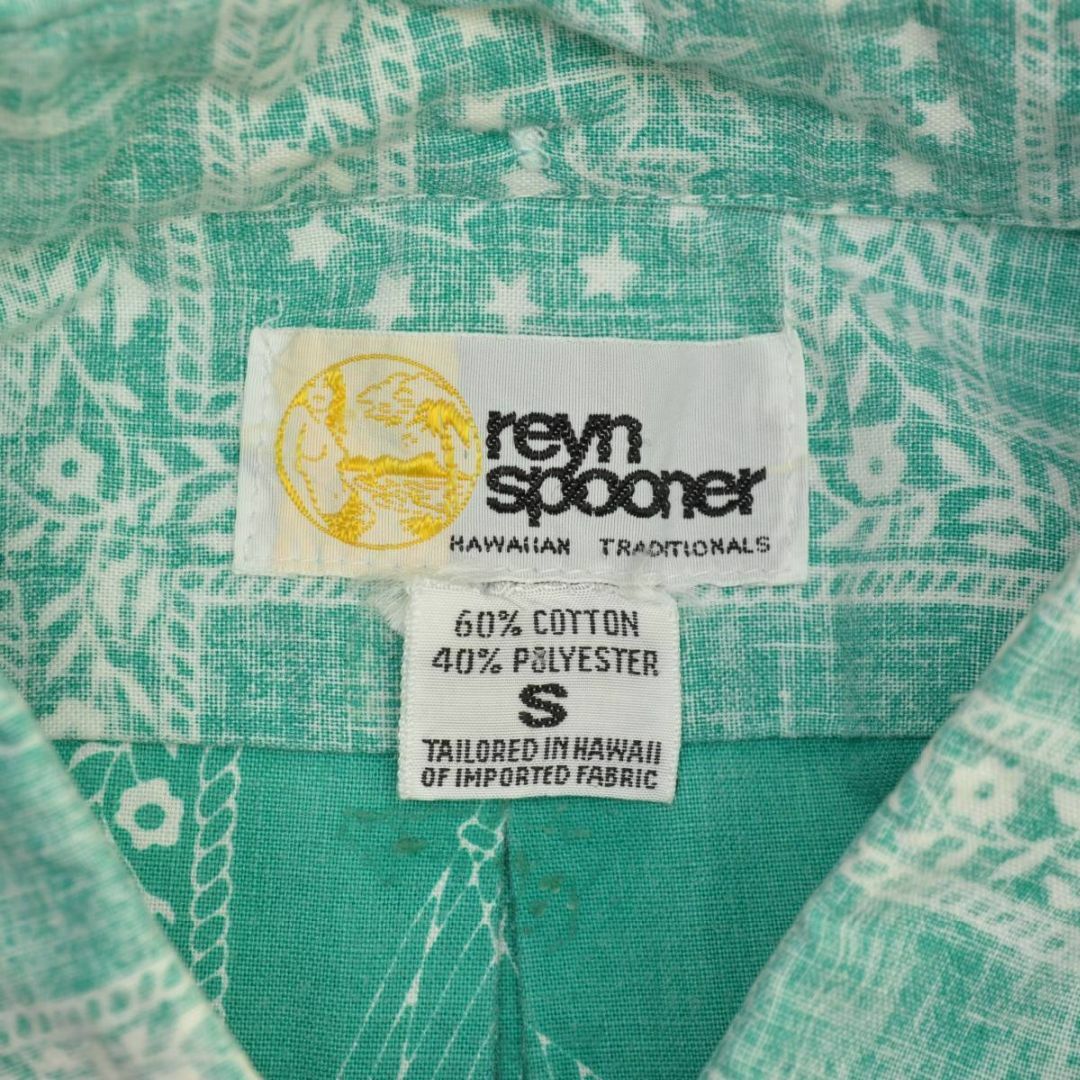 reyn
spooner
HAWAIIAN TRADITIONALS
60% COTTON
40% POLYESTER
S
TAILORED IN HAWAII
OF IMPORTED FABRIC